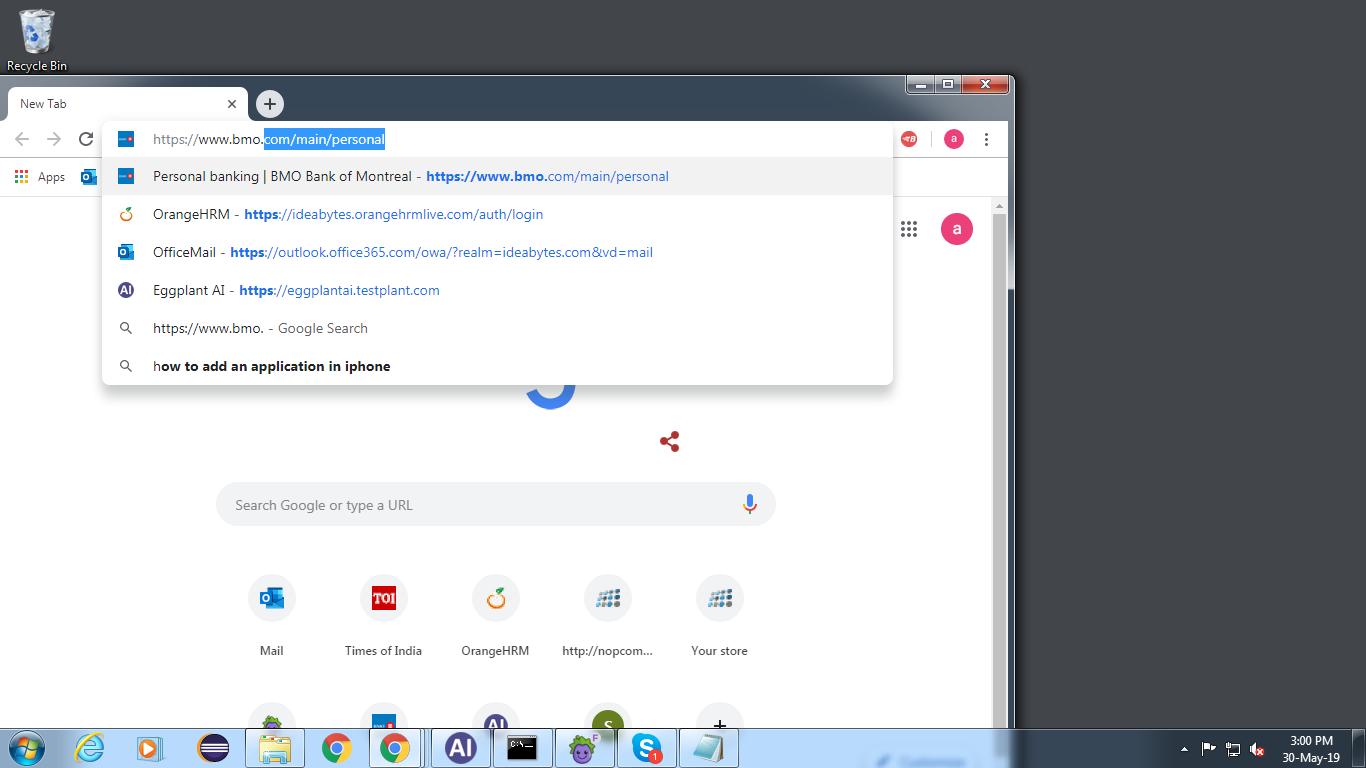 Recycle Bin
New Tab
https://www.bmo.com/main/personal
a
Apps
Personal banking | BMO Bank of Montreal - https://www.bmo.com/main/personal
OrangeHRM - https://ideabytes.orangehrmlive.com/auth/login
a
OfficeMail - https://outlook.office365.com/owa/?realm=ideabytes.com&vd=mail
AI Eggplant AI - https://eggplantai.testplant.com
https://www.bmo. - Google Search
how to add an application in iphone
Search Google or type a URL
TOI
Mail Times of India OrangeHRM http://nopcom... Your store
AI S
AI C:\ F S 1
3:00 PM
30-May-19
Customize